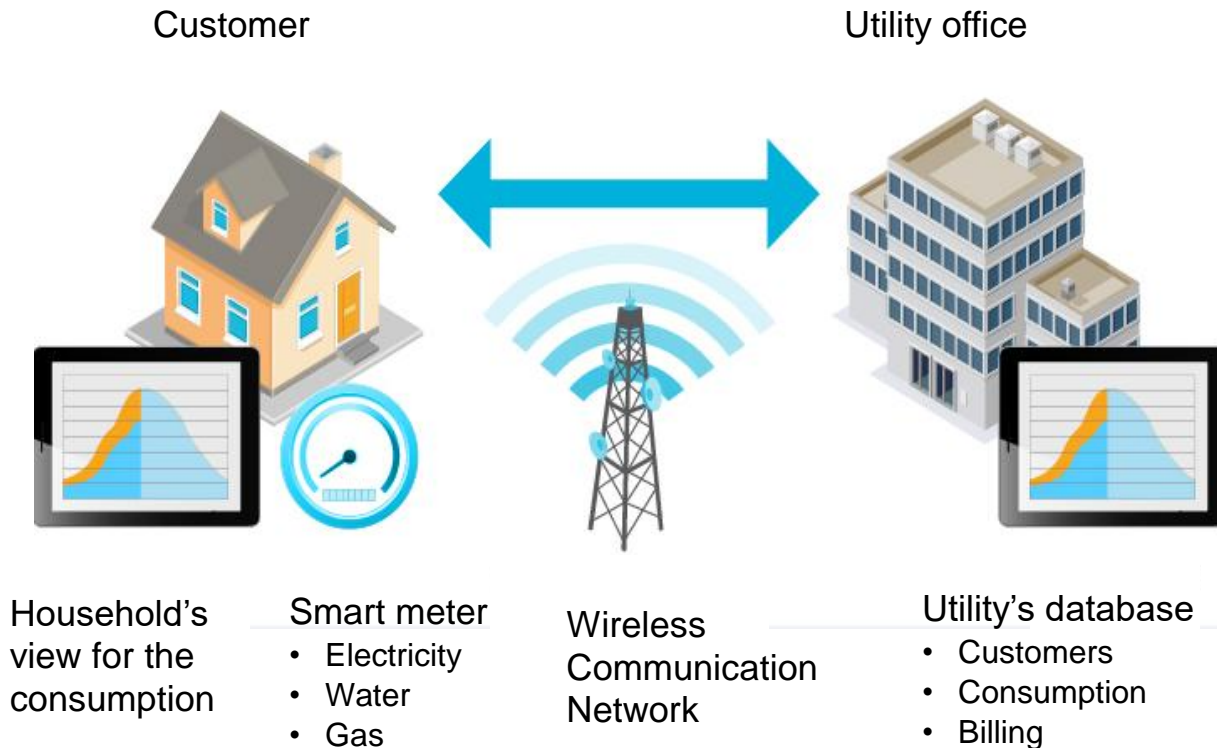 Customer
Utility office
Household’s
view for the
consumption
Smart meter
• Electricity
• Water
• Gas
Wireless
Communication
Network
Utility’s database
• Customers
• Consumption
• Billing